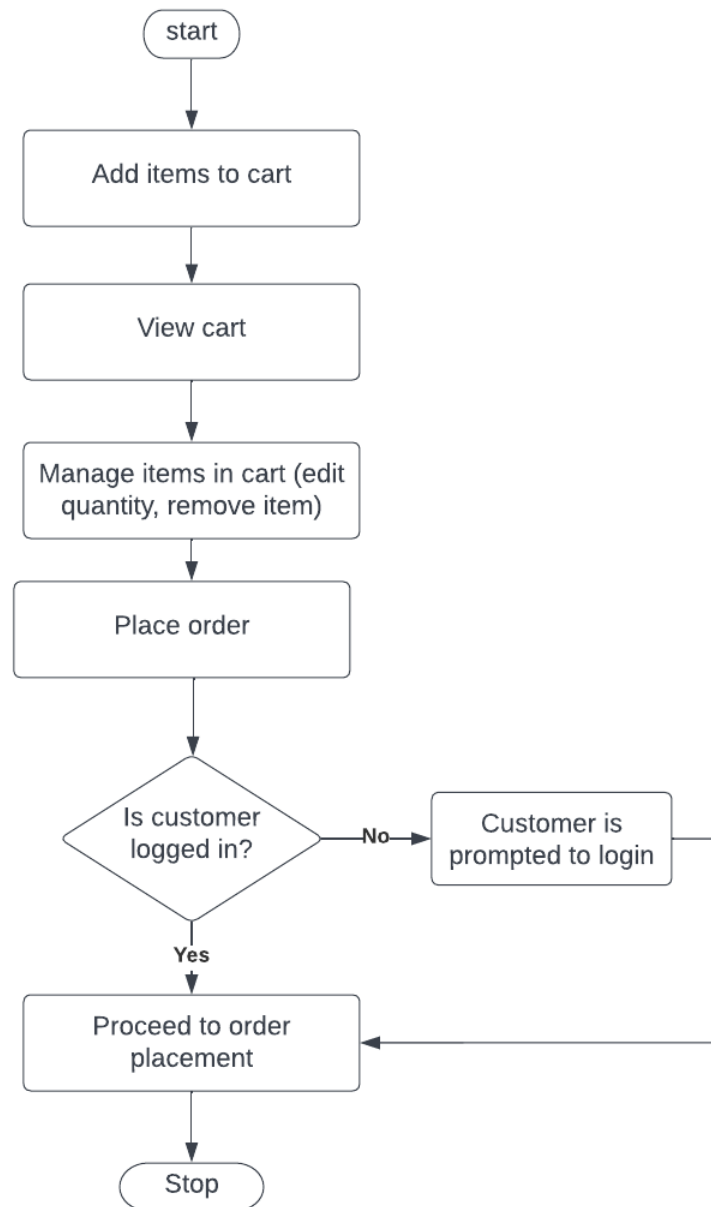 start
Add items to cart
View cart
Manage items in cart (edit
quantity, remove item)
Place order
Is customer
logged in?
No
Customer is
prompted to login
Yes
Proceed to order
placement
Stop